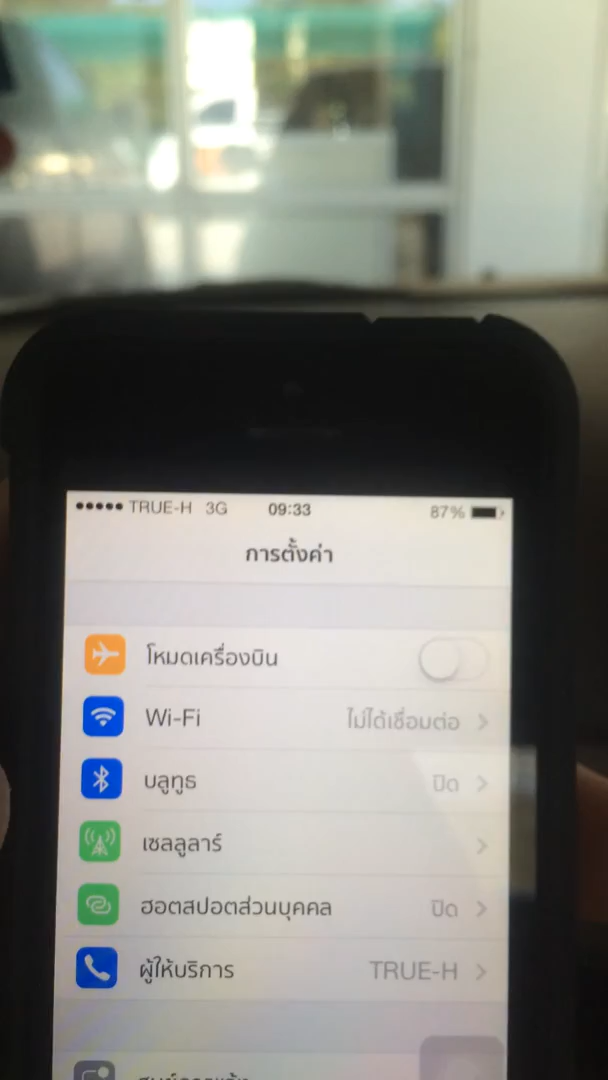 TRUE-H 3G 09:33 87%
การตั้งค่า
โหมดเครื่องบิน
Wi-Fi ไม่ได้เชื่อมต่อ
บลูทูธ ปิด
เซลลูลาร์
ฮอตสปอตส่วนบุคคล ปิด
ผู้ให้บริการ TRUE-H